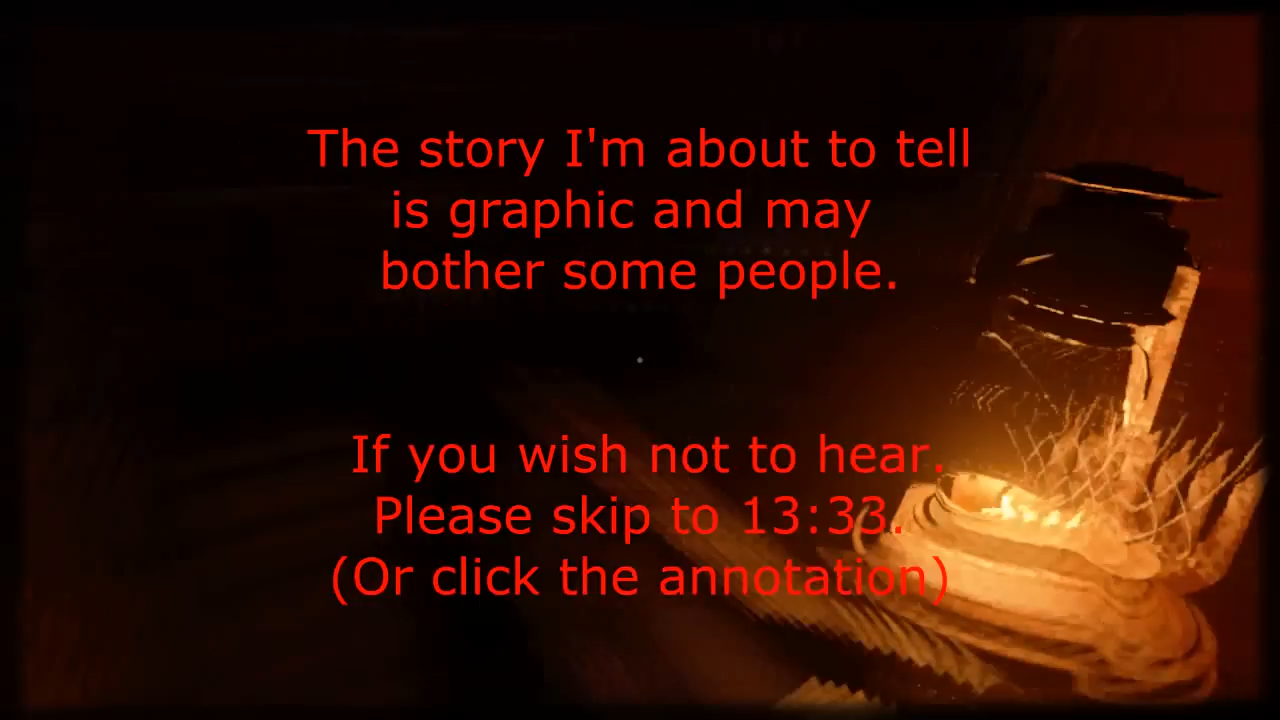 The story I'm about to tell
is graphic and may
bother some people.
If you wish not to hear.
Please skip to 13:33.
(Or click the annotation)